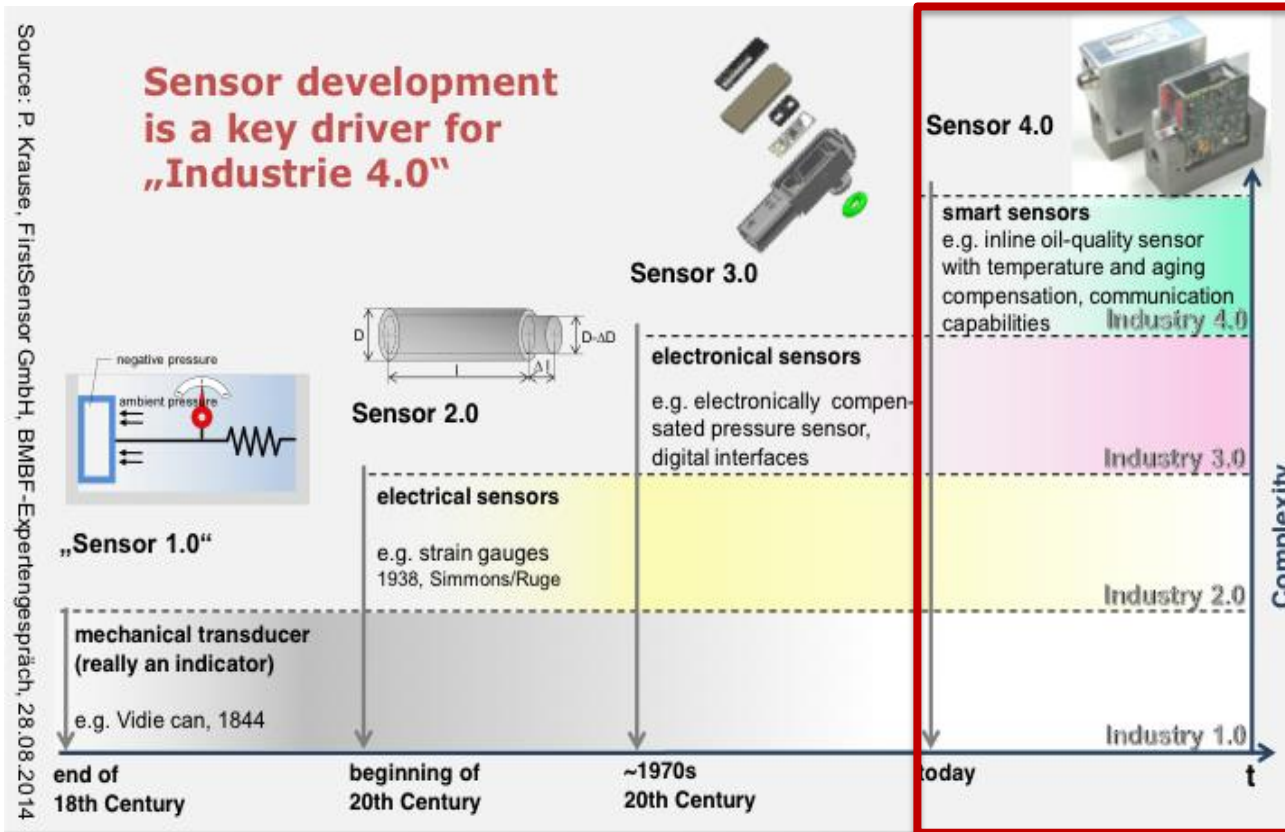 Source: P. Krause, FirstSensor GmbH, BMBF-Expertengespräch, 28.08.2014
Sensor development
is a key driver for
„Industrie 4.0“
Sensor 4.0
smart sensors
e.g. inline oil-quality sensor
with temperature and aging
compensation, communication
capabilities
Industry 4.0
Sensor 3.0
electronical sensors
e.g. electronically compen-
sated pressure sensor,
digital interfaces
Industry 3.0
D
l
Δl
D-ΔD
Sensor 2.0
electrical sensors
e.g. strain gauges
1938, Simmons/Ruge
Industry 2.0
negative pressure
ambient pressure
„Sensor 1.0“
mechanical transducer
(really an indicator)
e.g. Vidie can, 1844
Industry 1.0
Complexity
end of
18th Century
beginning of
20th Century
~1970s
20th Century
today
t